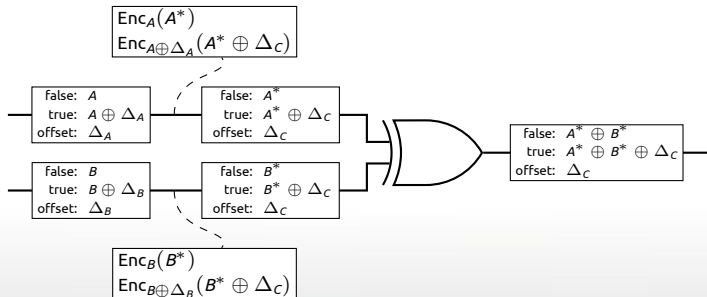 Enc_A(A*)
Enc_{A⊕Δ_A}(A* ⊕ Δ_C)
false: A
true: A ⊕ Δ_A
offset: Δ_A
false: A*
true: A* ⊕ Δ_C
offset: Δ_C
false: A* ⊕ B*
true: A* ⊕ B* ⊕ Δ_C
offset: Δ_C
false: B
true: B ⊕ Δ_B
offset: Δ_B
false: B*
true: B* ⊕ Δ_C
offset: Δ_C
Enc_B(B*)
Enc_{B⊕Δ_B}(B* ⊕ Δ_C)